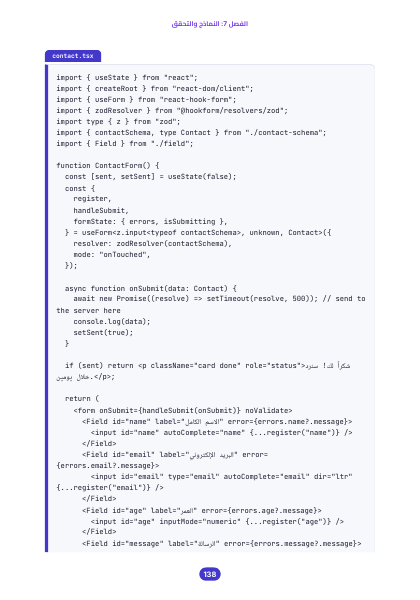 الفصل 7: النماذج والتحقق
contact.tsx
import { useState } from "react";
import { createRoot } from "react-dom/client";
import { useForm } from "react-hook-form";
import { zodResolver } from "@hookform/resolvers/zod";
import type { z } from "zod";
import { contactSchema, type Contact } from "./contact-schema";
import { Field } from "./field";
function ContactForm() {
const [sent, setSent] = useState(false);
const {
register,
handleSubmit,
formState: { errors, isSubmitting },
} = useForm<z.input<typeof contactSchema>, unknown, Contact>({
resolver: zodResolver(contactSchema),
mode: "onTouched",
});
async function onSubmit(data: Contact) {
await new Promise((resolve) => setTimeout(resolve, 500)); // send to
the server here
console.log(data);
setSent(true);
}
if (sent) return <p className="card done" role="status">شكراً لك! سنرد
خلال يومين.</p>;
return (
<form onSubmit={handleSubmit(onSubmit)} noValidate>
<Field id="name" label="الاسم الكامل" error={errors.name?.message}>
<input id="name" autoComplete="name" {...register("name")} />
</Field>
<Field id="email" label="البريد الإلكتروني" error=
{errors.email?.message}>
<input id="email" type="email" autoComplete="email" dir="ltr"
{...register("email")} />
</Field>
<Field id="age" label="العمر" error={errors.age?.message}>
<input id="age" inputMode="numeric" {...register("age")} />
</Field>
<Field id="message" label="الرسالة" error={errors.message?.message}>
138